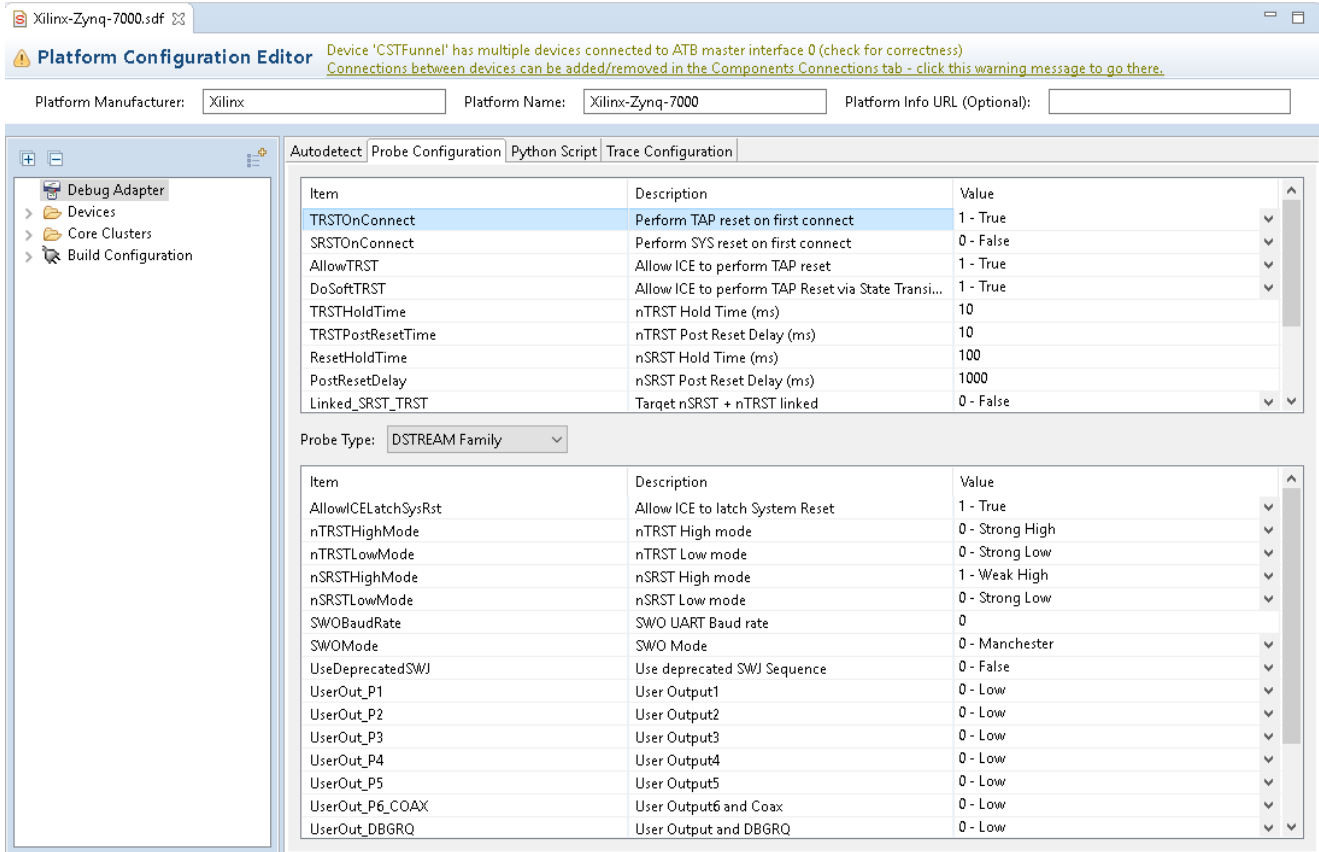 Xilinx-Zynq-7000.sdf
Platform Configuration Editor
Device 'CSTFunnel' has multiple devices connected to ATB master interface 0 (check for correctness)
Connections between devices can be added/removed in the Components Connections tab - click this warning message to go there.
Platform Manufacturer: Xilinx Platform Name: Xilinx-Zynq-7000 Platform Info URL (Optional):
Debug Adapter
Devices
Core Clusters
Build Configuration
Autodetect Probe Configuration Python Script Trace Configuration
Item Description Value
TRSTOnConnect Perform TAP reset on first connect 1 - True
SRSTOnConnect Perform SYS reset on first connect 0 - False
AllowTRST Allow ICE to perform TAP reset 1 - True
DoSoftTRST Allow ICE to perform TAP Reset via State Transi... 1 - True
TRSTHoldTime nTRST Hold Time (ms) 10
TRSTPostResetTime nTRST Post Reset Delay (ms) 10
ResetHoldTime nSRST Hold Time (ms) 100
PostResetDelay nSRST Post Reset Delay (ms) 1000
Linked_SRST_TRST Target nSRST + nTRST linked 0 - False
Probe Type: DSTREAM Family
Item Description Value
AllowICELatchSysRst Allow ICE to latch System Reset 1 - True
nTRSTHighMode nTRST High mode 0 - Strong High
nTRSTLowMode nTRST Low mode 0 - Strong Low
nSRSTHighMode nSRST High mode 1 - Weak High
nSRSTLowMode nSRST Low mode 0 - Strong Low
SWOBaudRate SWO UART Baud rate 0
SWOMode SWO Mode 0 - Manchester
UseDeprecatedSWJ Use deprecated SWJ Sequence 0 - False
UserOut_P1 User Output1 0 - Low
UserOut_P2 User Output2 0 - Low
UserOut_P3 User Output3 0 - Low
UserOut_P4 User Output4 0 - Low
UserOut_P5 User Output5 0 - Low
UserOut_P6_COAX User Output6 and Coax 0 - Low
UserOut_DBGRQ User Output and DBGRQ 0 - Low